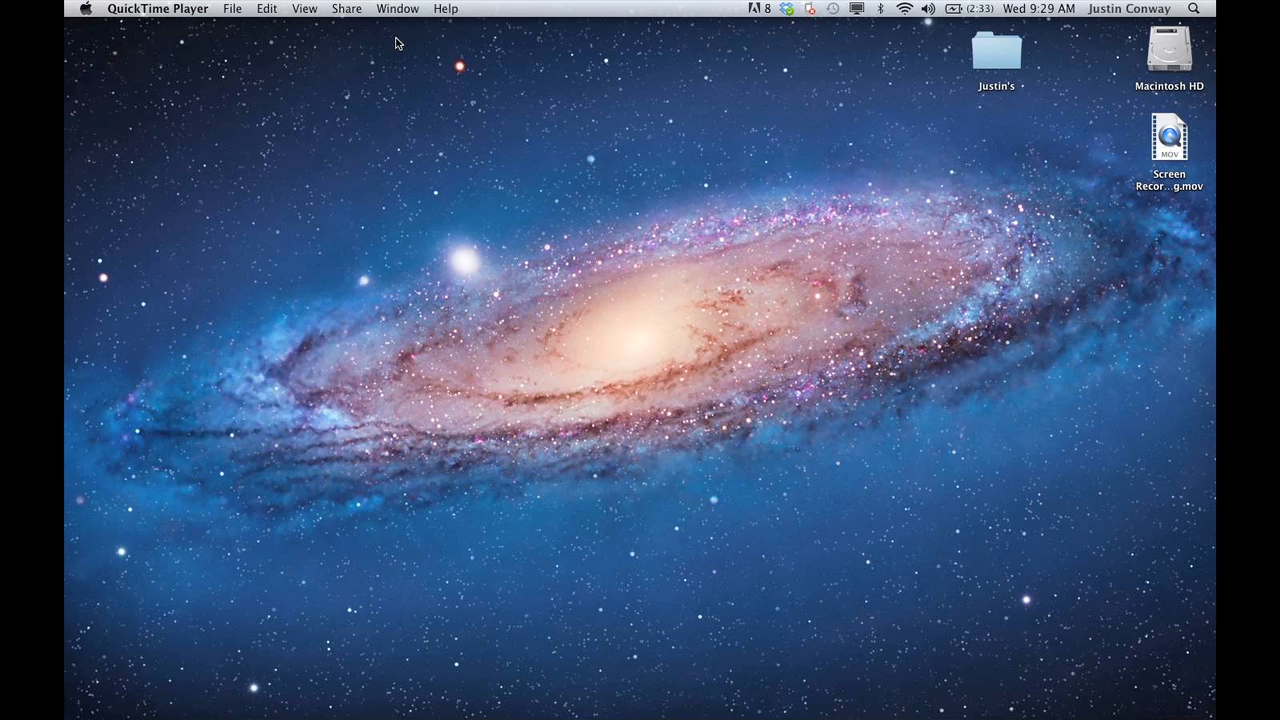 QuickTime Player File Edit View Share Window Help 8 (2:33) Wed 9:29 AM Justin Conway
Justin's
Macintosh HD
MOV
Screen
Recor...g.mov